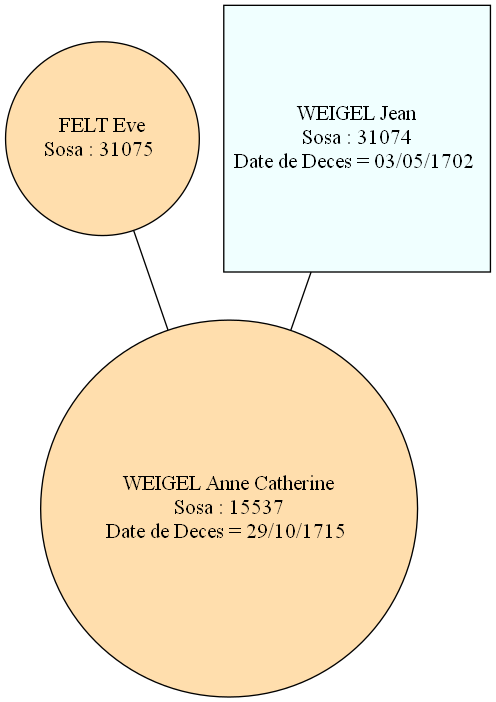 FELT Eve
Sosa : 31075
WEIGEL Jean
Sosa : 31074
Date de Deces = 03/05/1702
WEIGEL Anne Catherine
Sosa : 15537
Date de Deces = 29/10/1715